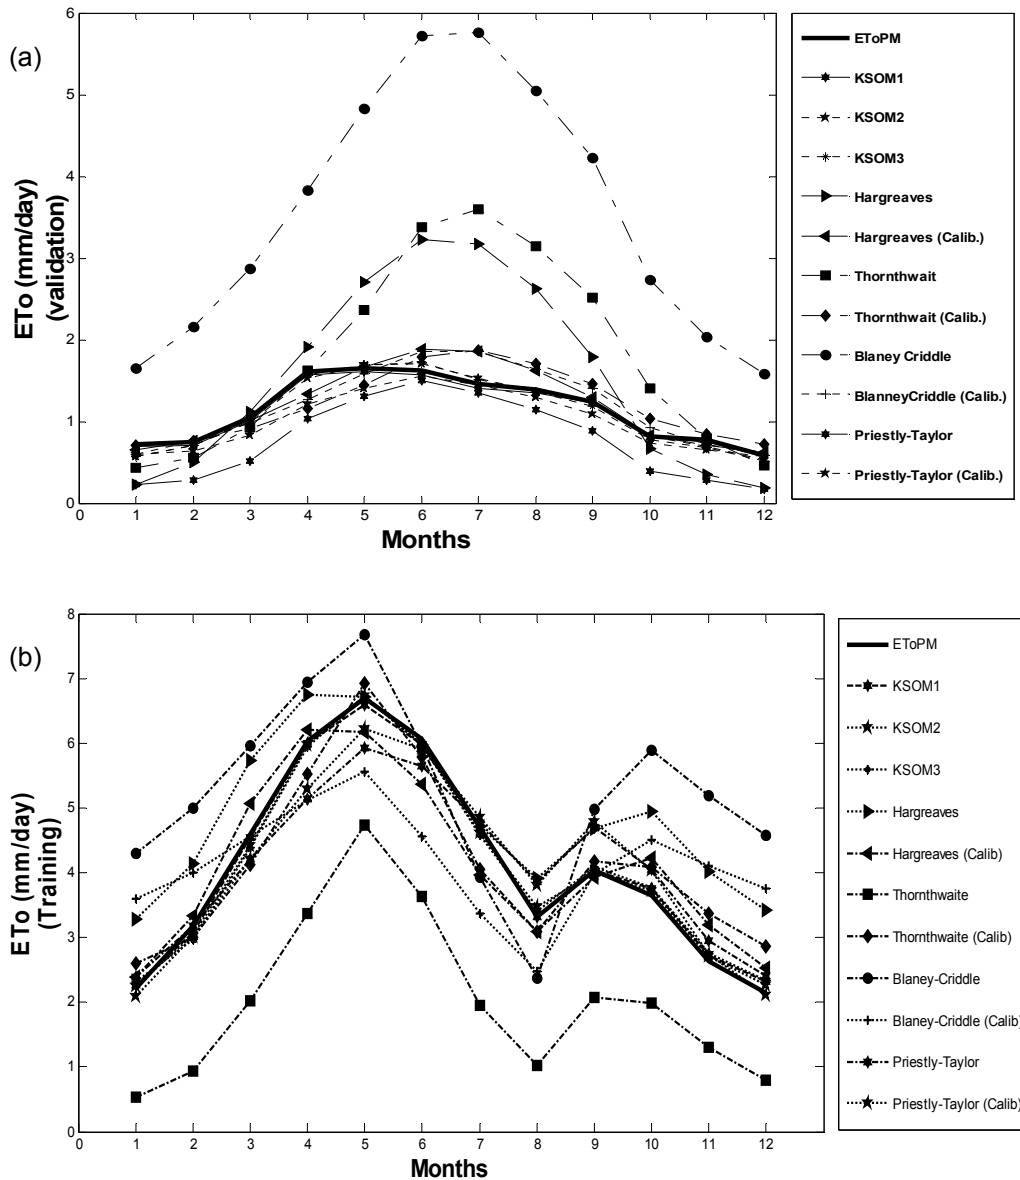 (a)
ETo (mm/day)
(validation)
6
5
4
3
2
1
0
0 1 2 3 4 5 6 7 8 9 10 11 12
Months
EToPM
KSOM1
KSOM2
KSOM3
Hargreaves
Hargreaves (Calib.)
Thornthwait
Thornthwait (Calib.)
Blaney Criddle
BlanneyCriddle (Calib.)
Priestly-Taylor
Priestly-Taylor (Calib.)
(b)
ETo (mm/day)
(Training)
8
7
6
5
4
3
2
1
0
0 1 2 3 4 5 6 7 8 9 10 11 12
Months
EToPM
KSOM1
KSOM2
KSOM3
Hargreaves
Hargreaves (Calib)
Thornthwaite
Thornthwaite (Calib)
Blaney-Criddle
Blaney-Criddle (Calib)
Priestly-Taylor
Priestly-Taylor (Calib)